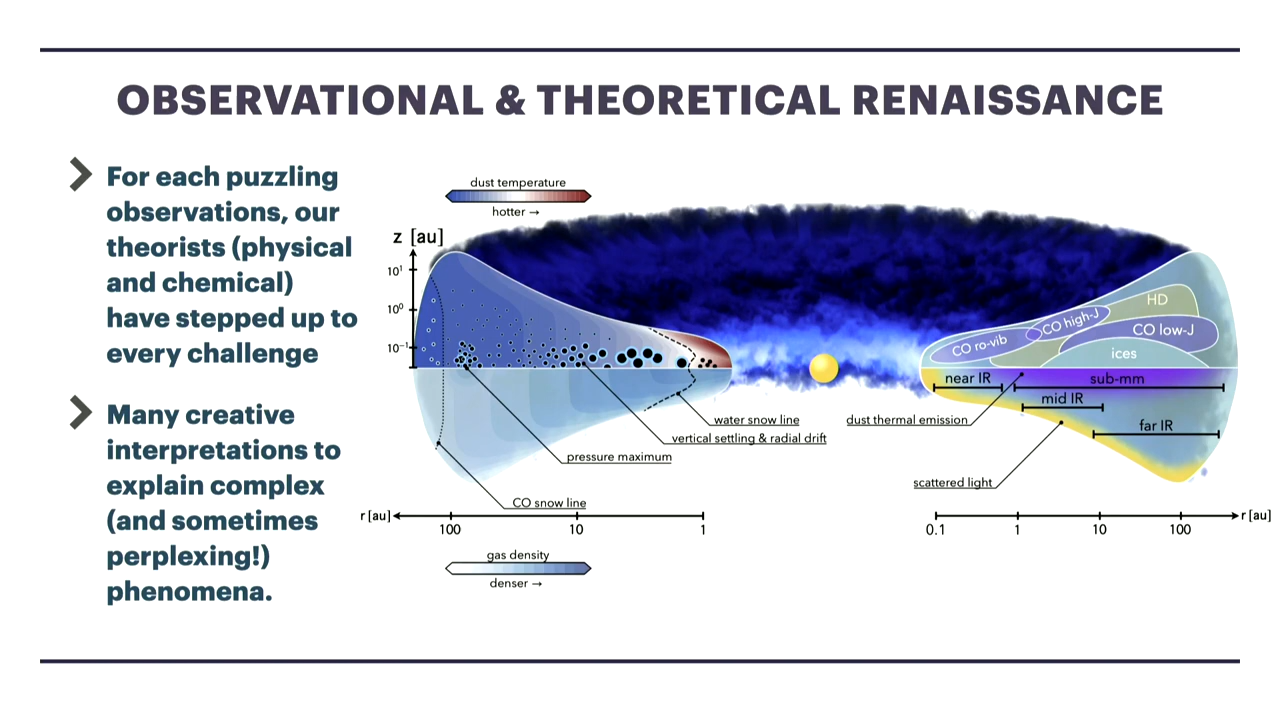 OBSERVATIONAL & THEORETICAL RENAISSANCE
For each puzzling
observations, our
theorists (physical
and chemical)
have stepped up to
every challenge
Many creative
interpretations to
explain complex
(and sometimes
perplexing!)
phenomena.
dust temperature
hotter →
z [au]
10¹
10⁰
10⁻¹
water snow line
vertical settling & radial drift
pressure maximum
CO snow line
r [au]
100 10 1
gas density
denser →
HD
CO high-J
CO low-J
CO ro-vib
ices
near IR
sub-mm
mid IR
far IR
dust thermal emission
scattered light
0.1 1 10 100
r [au]